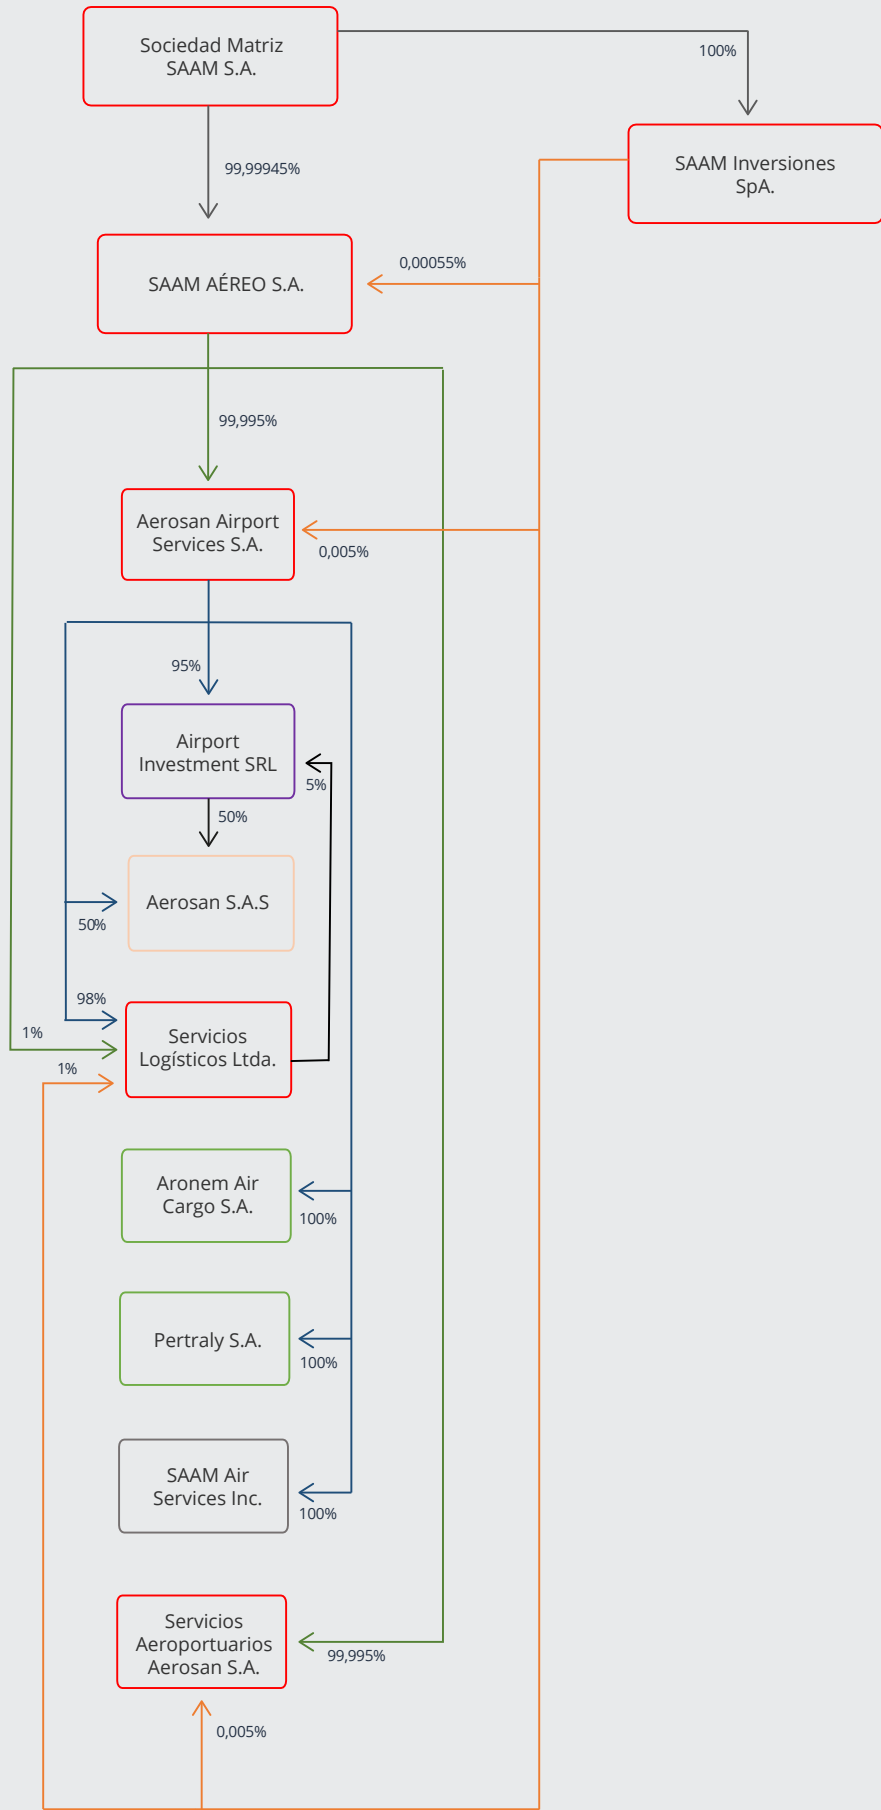 Sociedad Matriz
SAAM S.A.
100%
SAAM Inversiones
SpA.
99,99945%
0,00055%
SAAM AÉREO S.A.
99,995%
Aerosan Airport
Services S.A.
0,005%
95%
Airport
Investment SRL
5%
50%
Aerosan S.A.S
50%
98%
Servicios
Logísticos Ltda.
1%
1%
Aronem Air
Cargo S.A.
100%
Pertraly S.A.
100%
SAAM Air
Services Inc.
100%
Servicios
Aeroportuarios
Aerosan S.A.
99,995%
0,005%